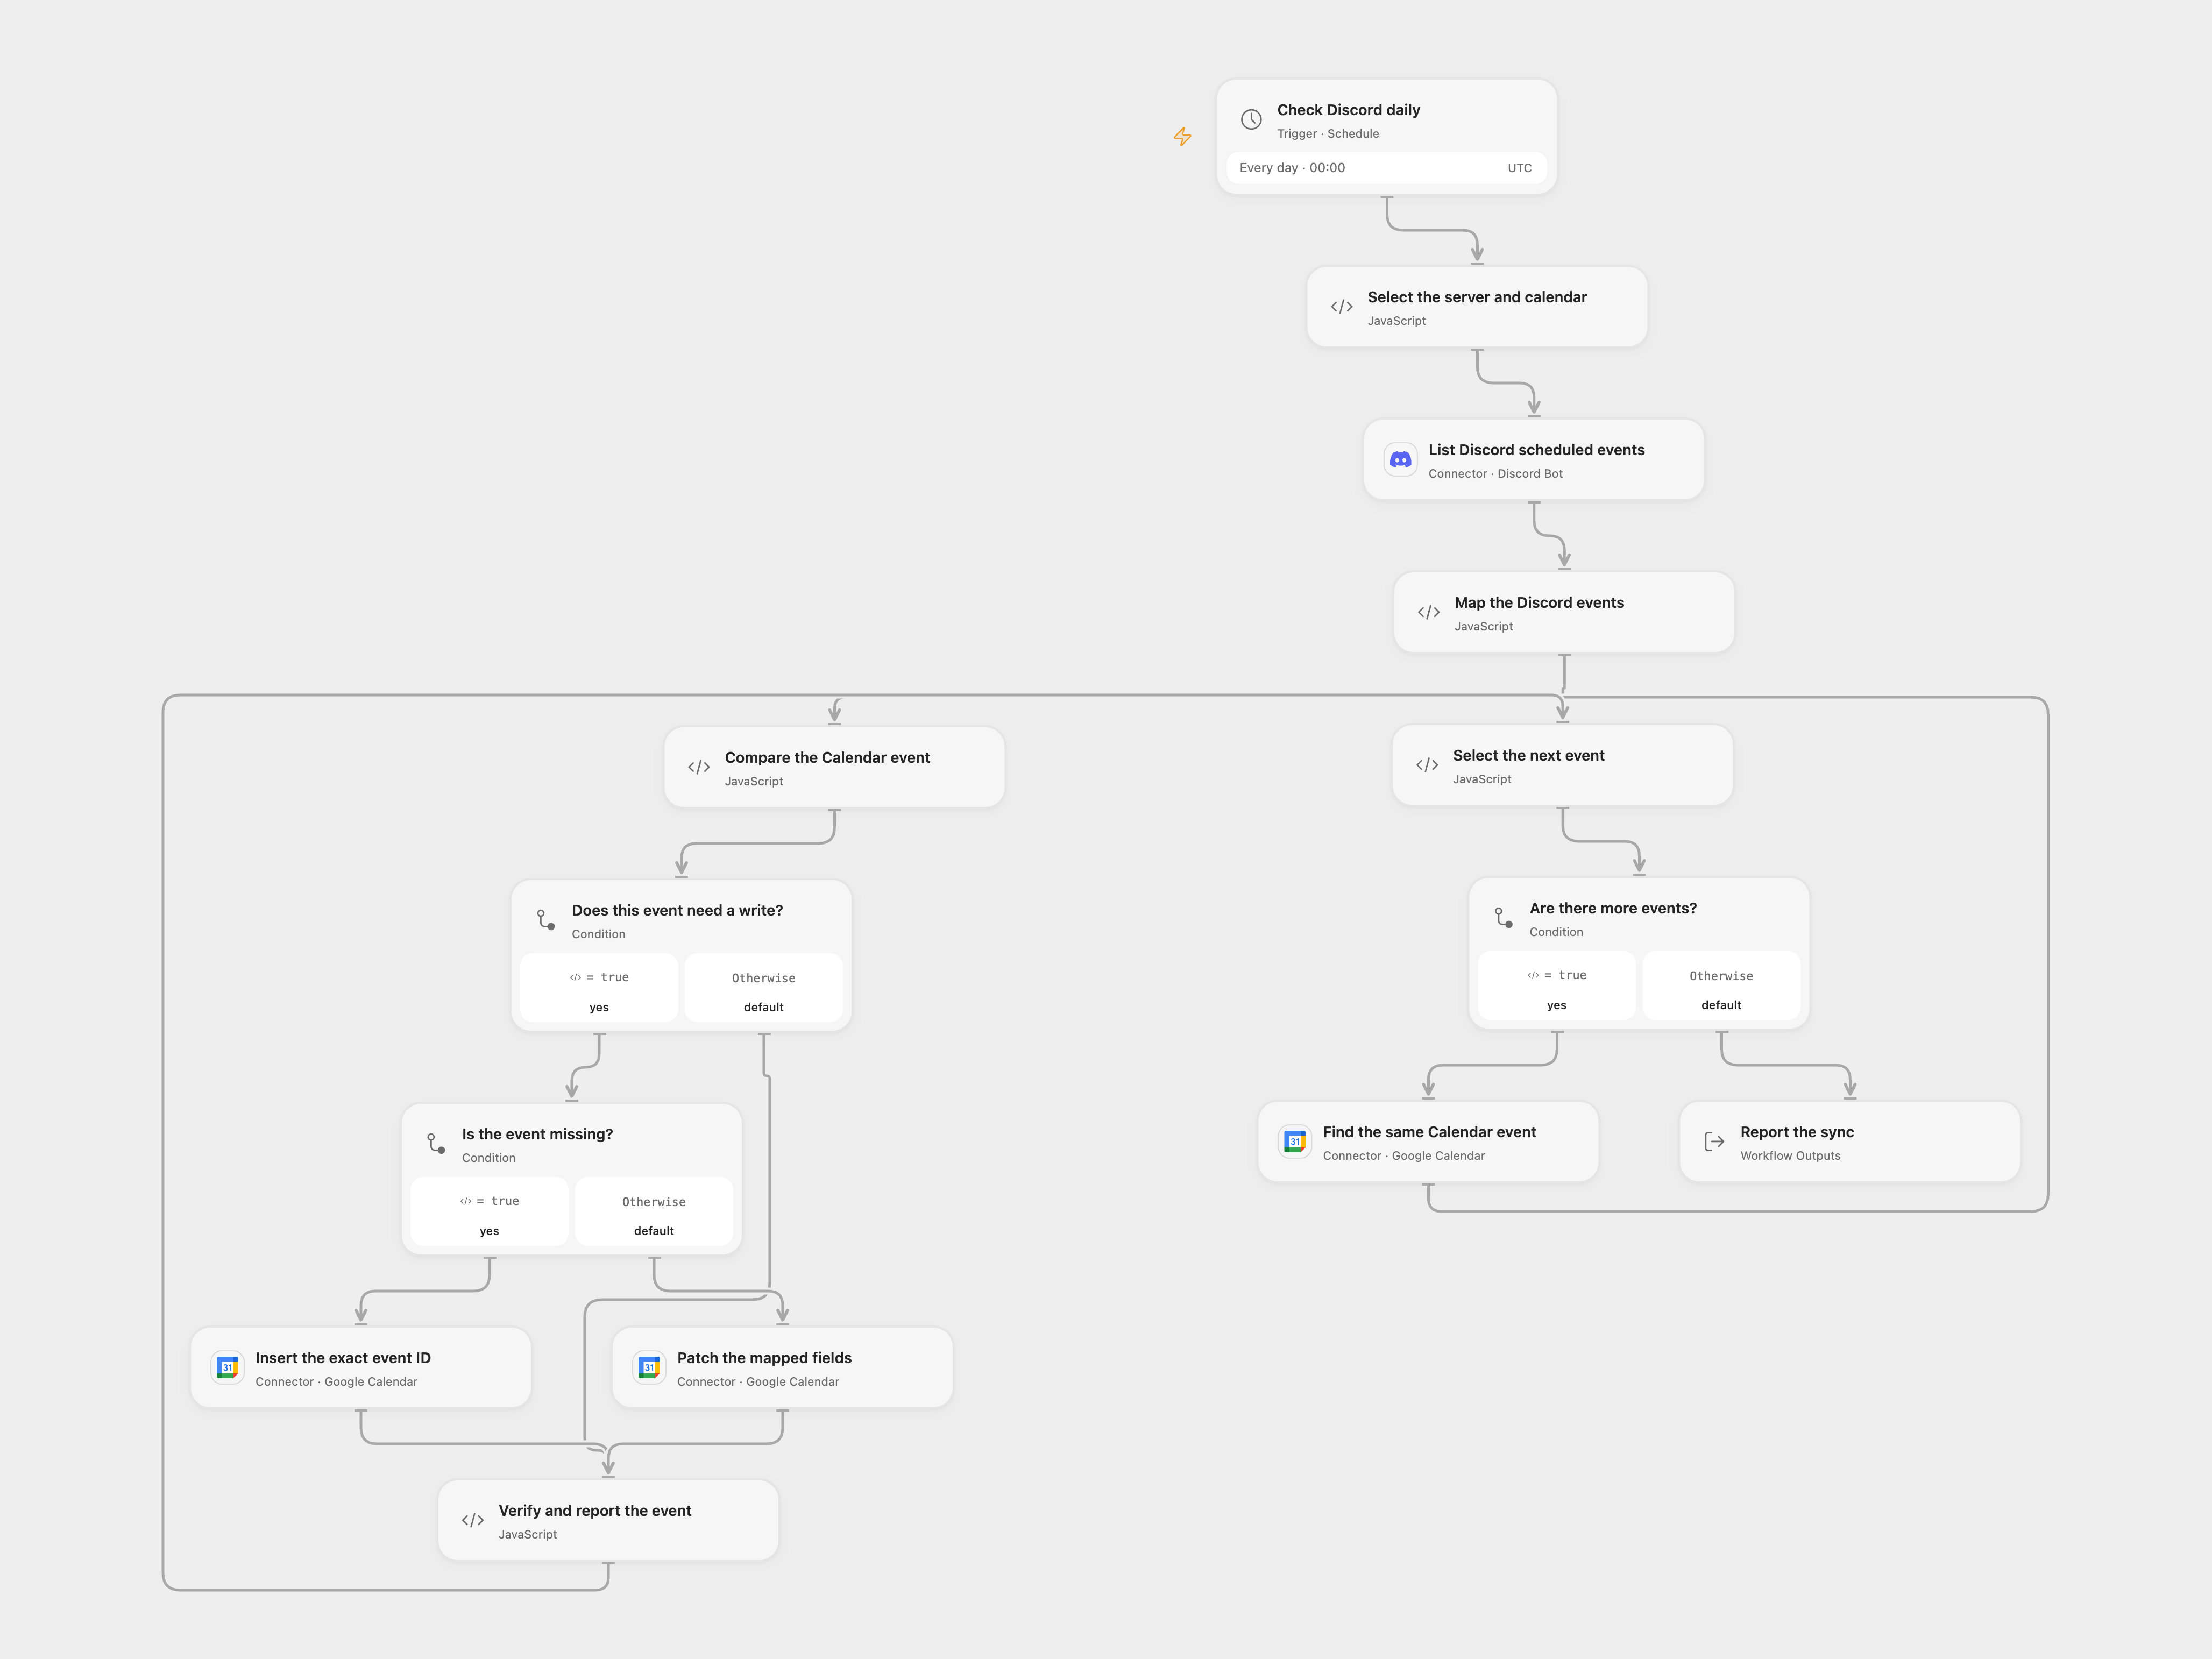 Check Discord daily
Trigger · Schedule
Every day · 00:00 UTC
Select the server and calendar
JavaScript
List Discord scheduled events
Connector · Discord Bot
Map the Discord events
JavaScript
Compare the Calendar event
JavaScript
Select the next event
JavaScript
Does this event need a write?
Condition
</> = true
yes
Otherwise
default
Are there more events?
Condition
</> = true
yes
Otherwise
default
Is the event missing?
Condition
</> = true
yes
Otherwise
default
31
Find the same Calendar event
Connector · Google Calendar
Report the sync
Workflow Outputs
31
Insert the exact event ID
Connector · Google Calendar
31
Patch the mapped fields
Connector · Google Calendar
Verify and report the event
JavaScript